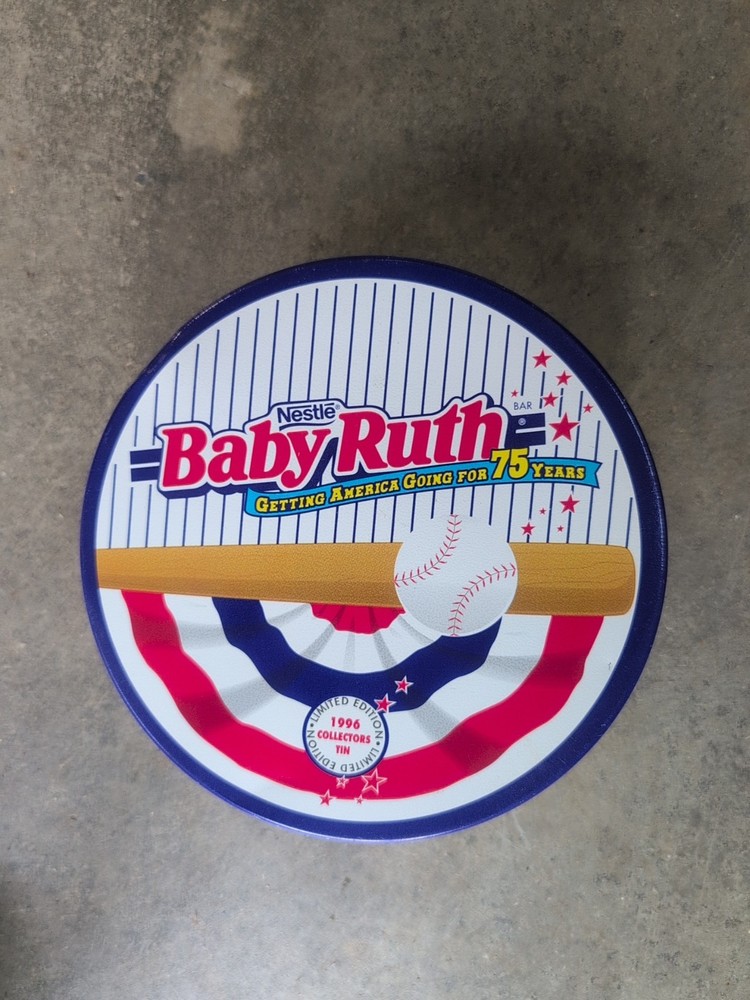 Nestlé®
Baby Ruth®
BAR
GETTING AMERICA GOING FOR 75 YEARS
•LIMITED EDITION•
1996
COLLECTORS
TIN
LIMITED EDITION